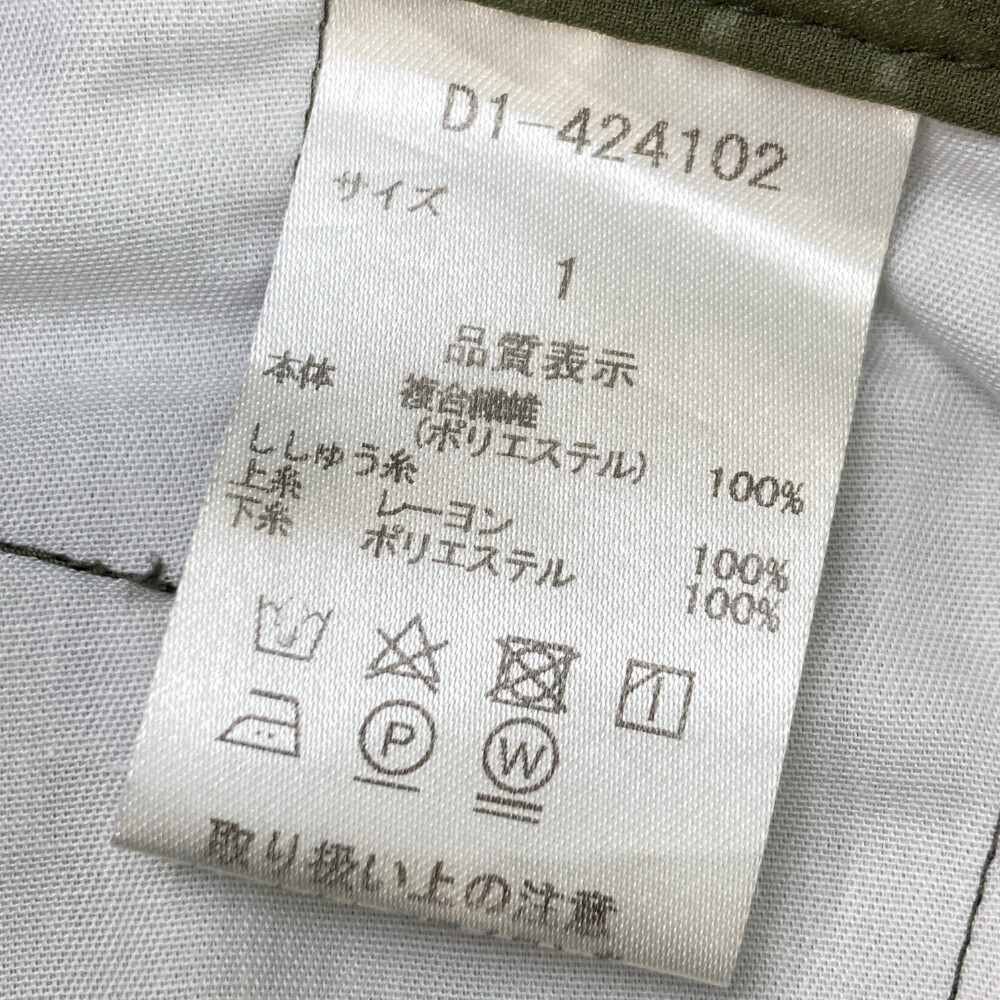 D1-424102
サイズ
1
品質表示
本体 複合繊維
(ポリエステル) 100%
ししゅう糸
上糸 レーヨン 100%
下糸 ポリエステル 100%
P W
取り扱い上の注意